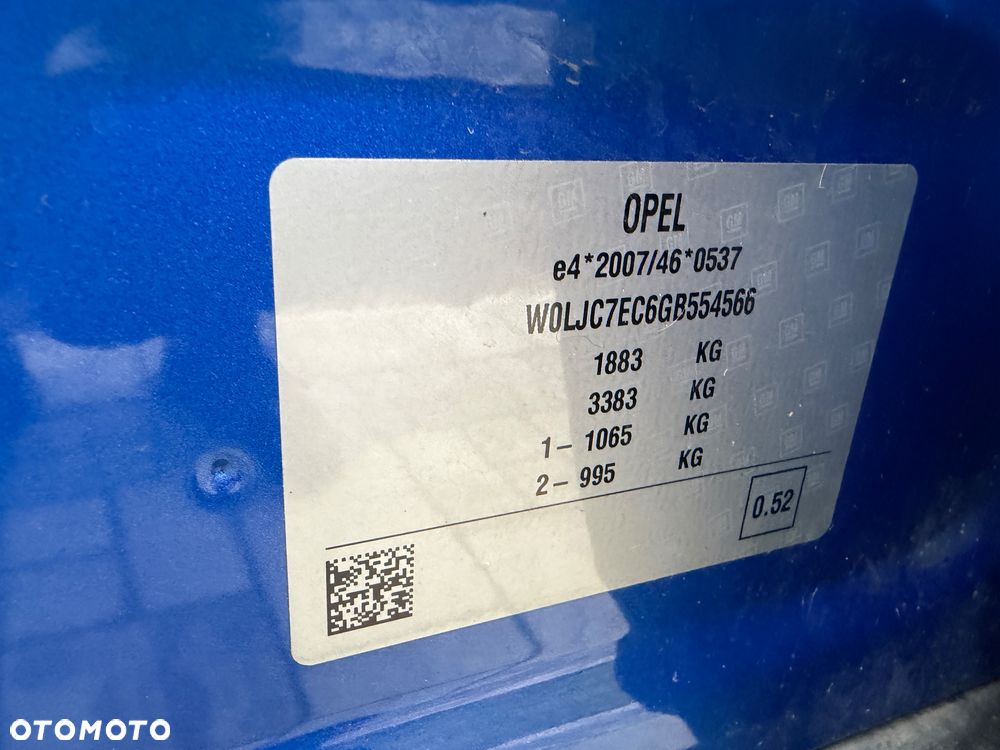 OPEL
e4*2007/46*0537
W0LJC7EC6GB554566
1883 KG
3383 KG
1– 1065 KG
2– 995 KG
0.52
OTOMOTO